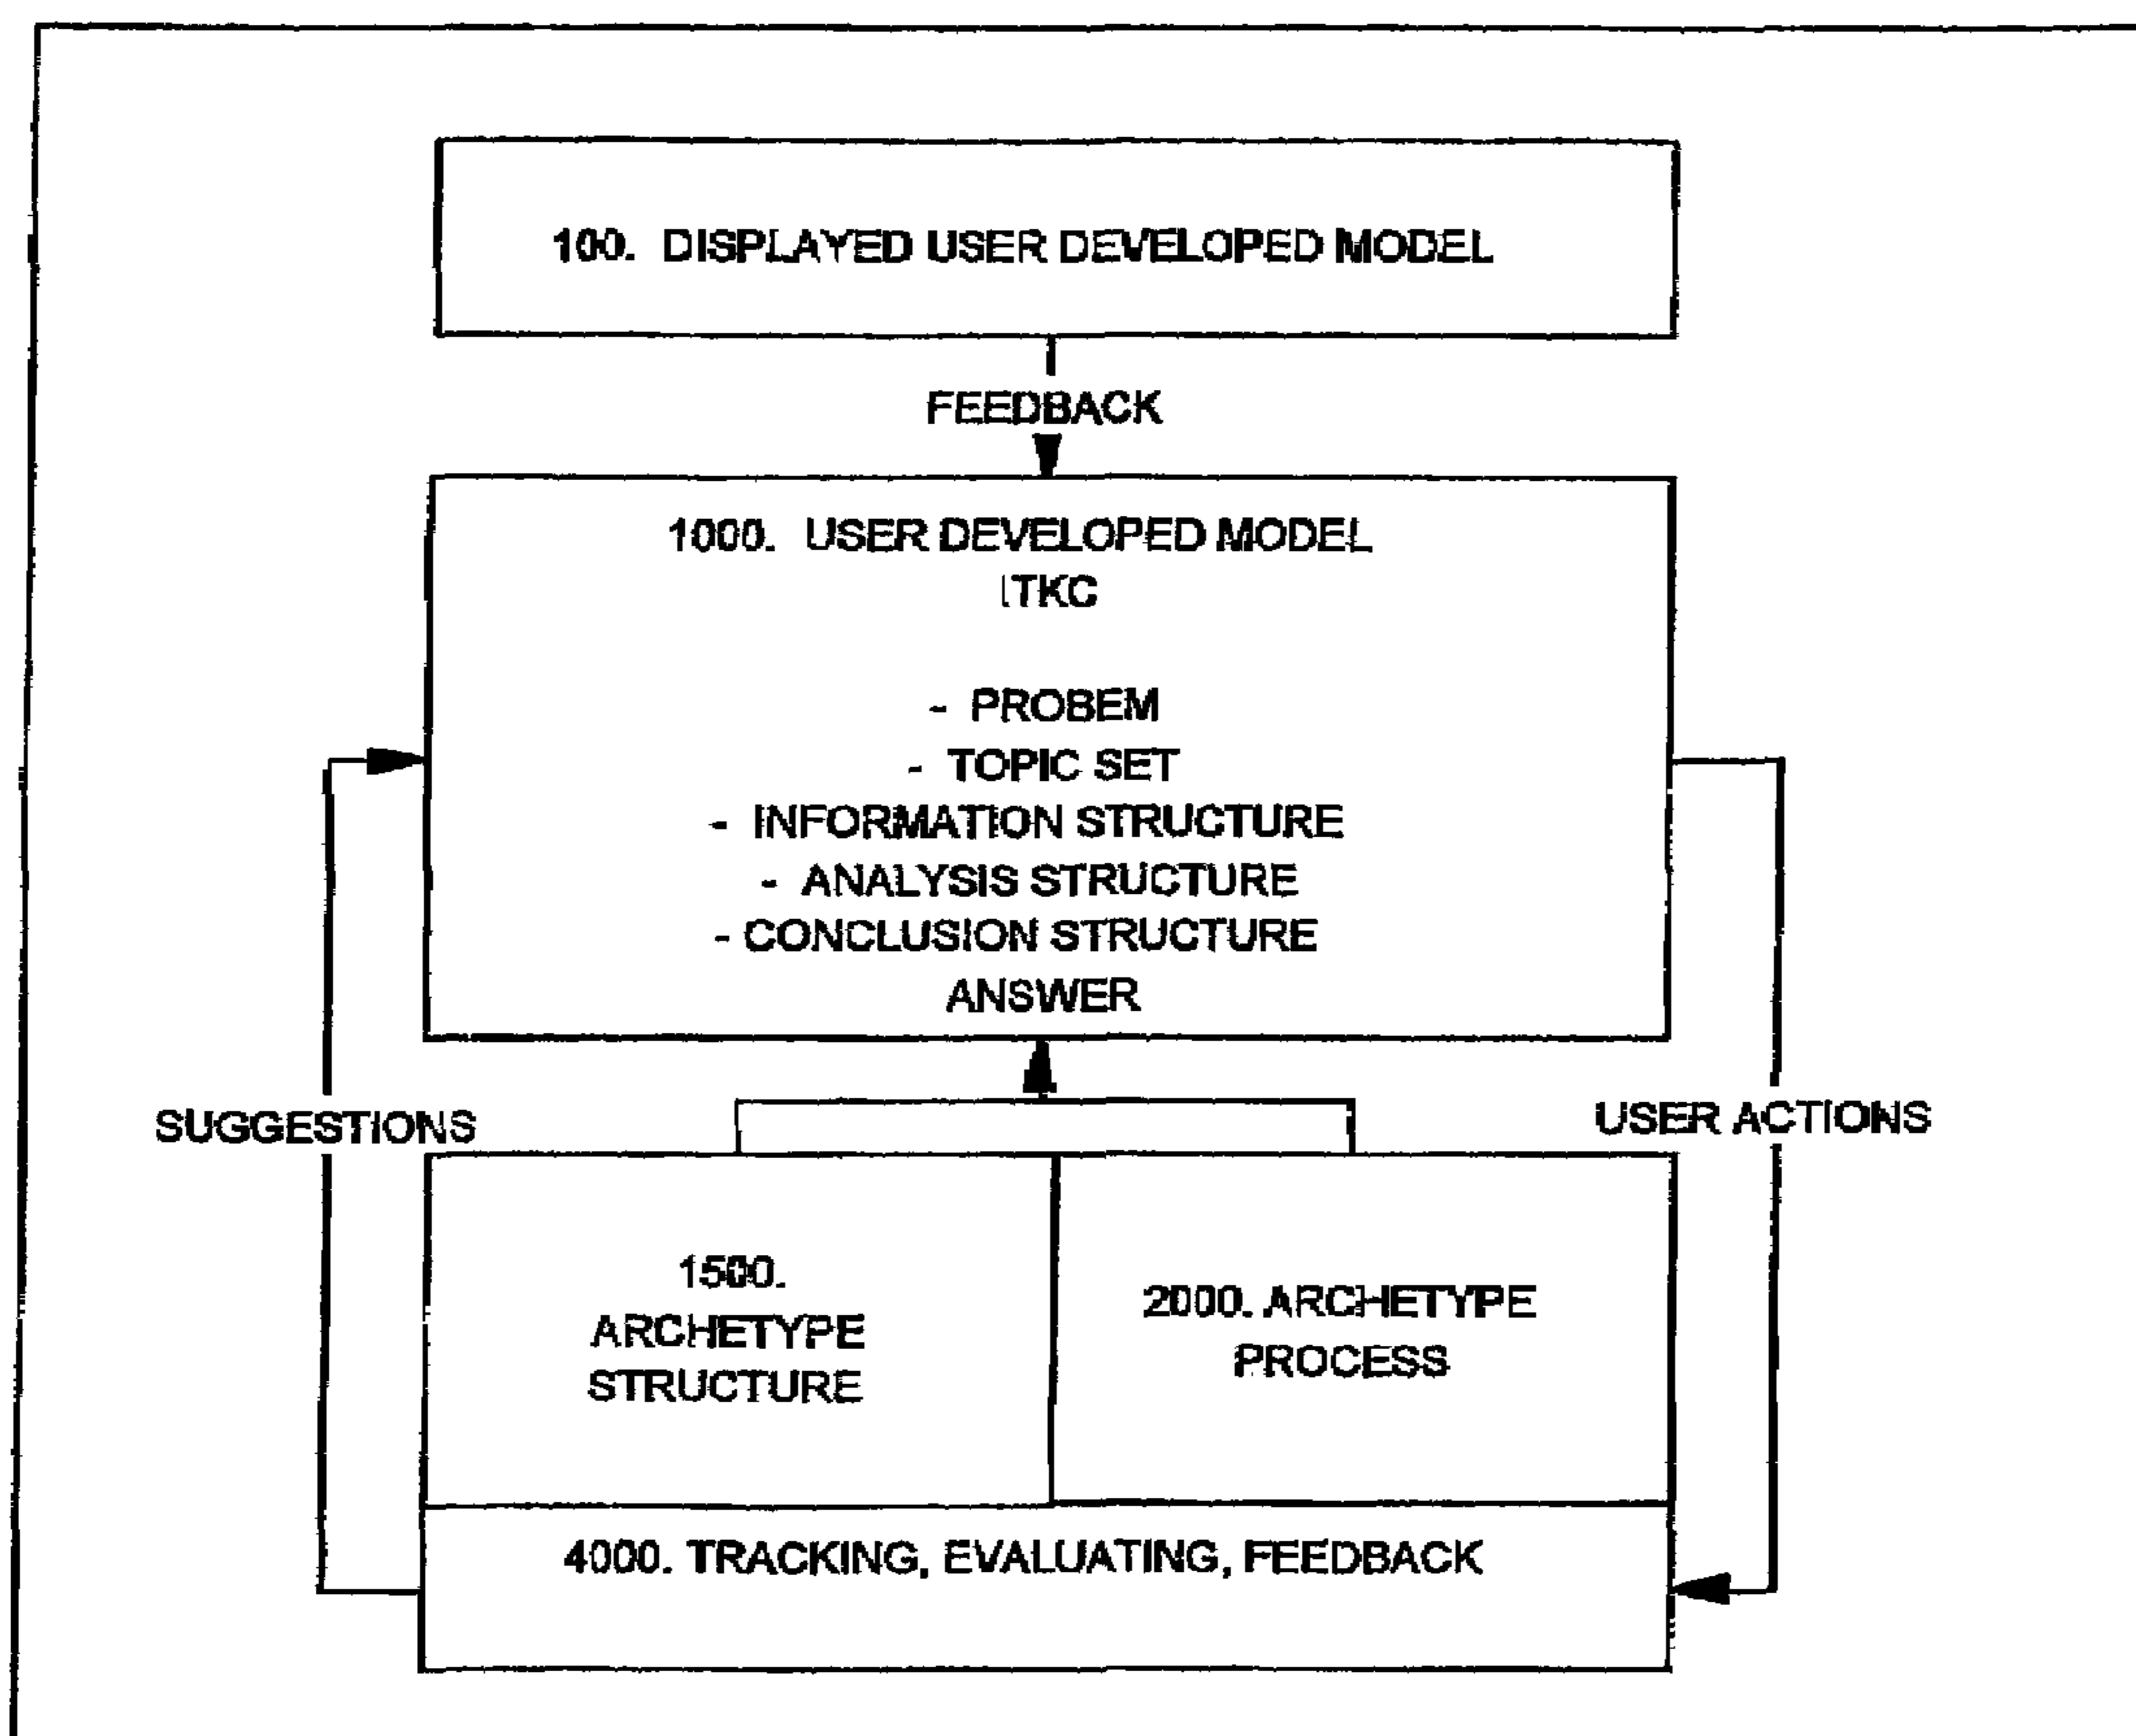 100. DISPLAYED USER DEVELOPED MODEL
FEEDBACK
1000. USER DEVELOPED MODEL
ITKC
- PROBEM
- TOPIC SET
- INFORMATION STRUCTURE
- ANALYSIS STRUCTURE
- CONCLUSION STRUCTURE
ANSWER
SUGGESTIONS
USER ACTIONS
1500.
ARCHETYPE
STRUCTURE
2000. ARCHETYPE
PROCESS
4000. TRACKING, EVALUATING, FEEDBACK